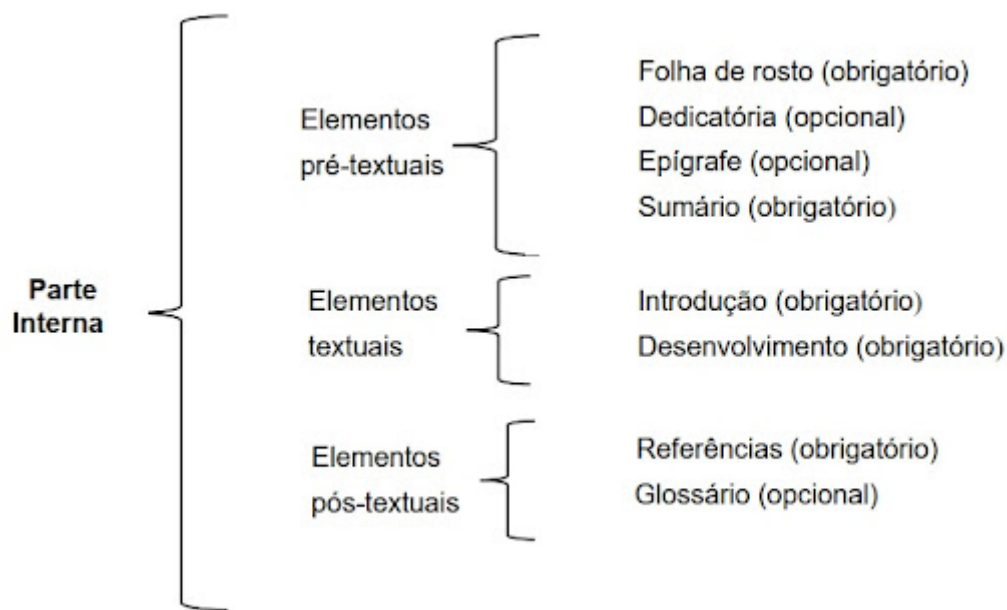 Parte
Interna
Elementos
pré-textuais
Folha de rosto (obrigatório)
Dedicatória (opcional)
Epígrafe (opcional)
Sumário (obrigatório)
Elementos
textuais
Introdução (obrigatório)
Desenvolvimento (obrigatório)
Elementos
pós-textuais
Referências (obrigatório)
Glossário (opcional)